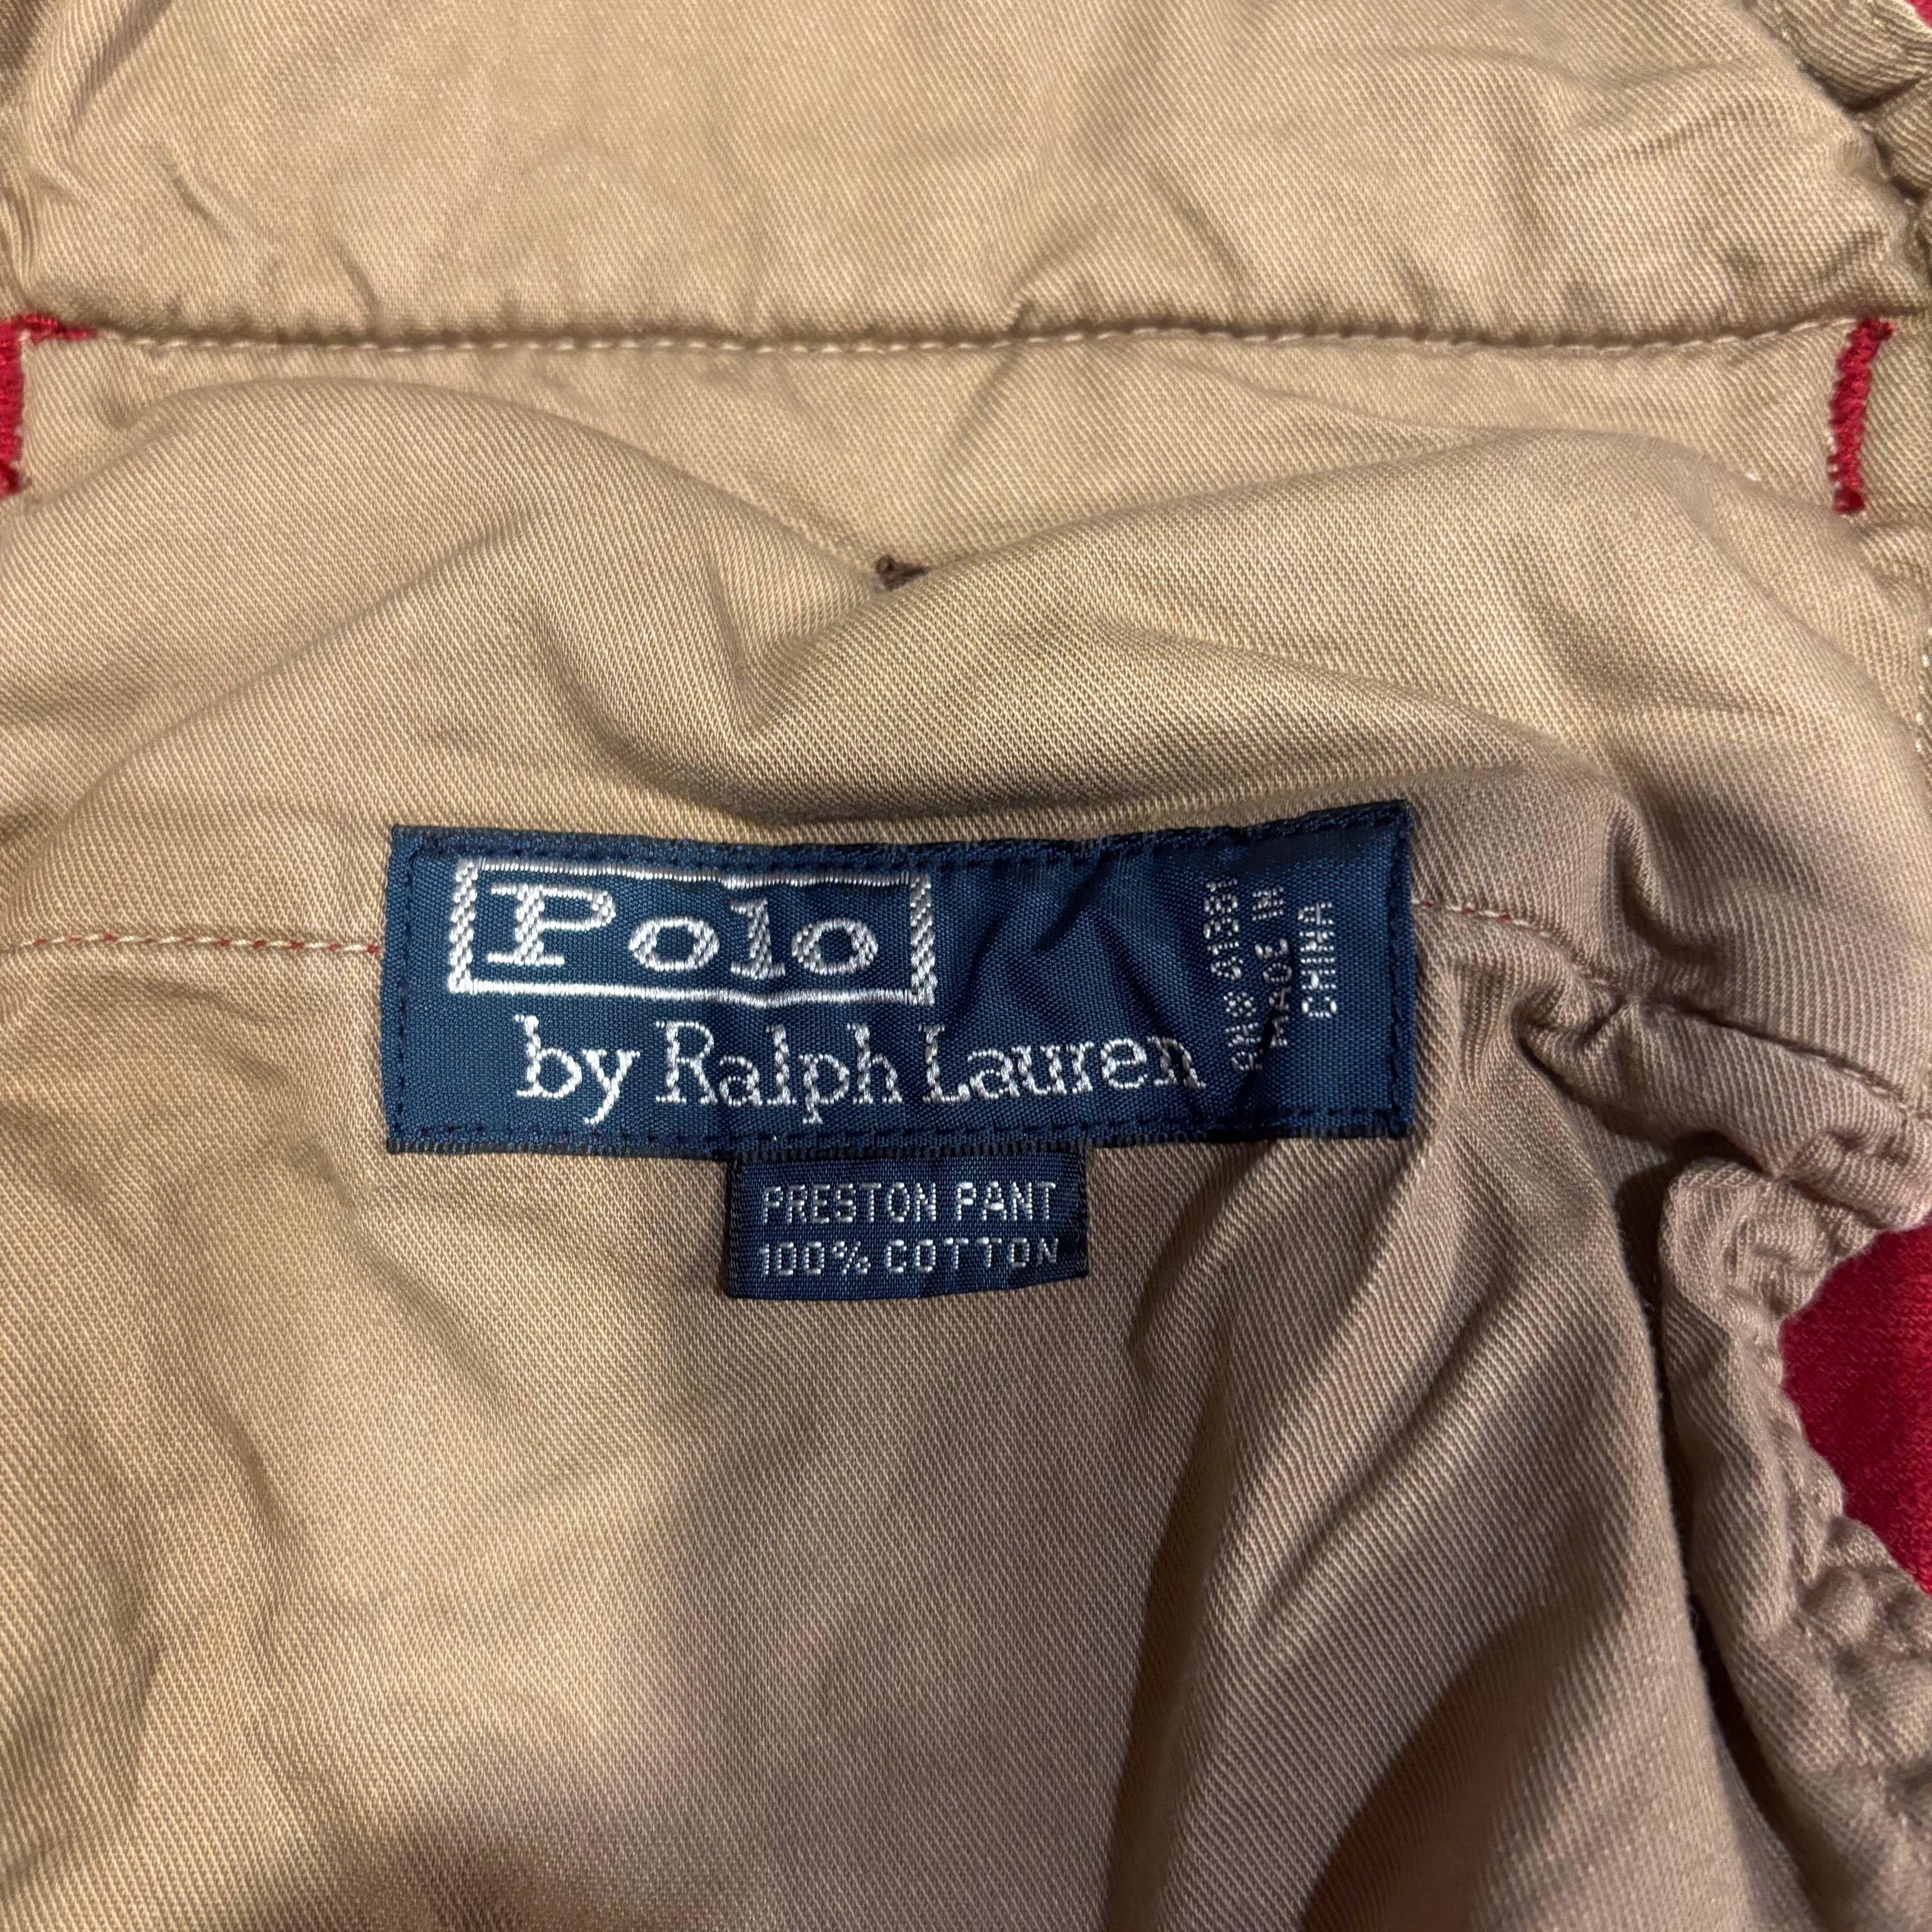 Polo
by Ralph Lauren
RN# 41381
MADE IN
CHINA
PRESTON PANT
100% COTTON